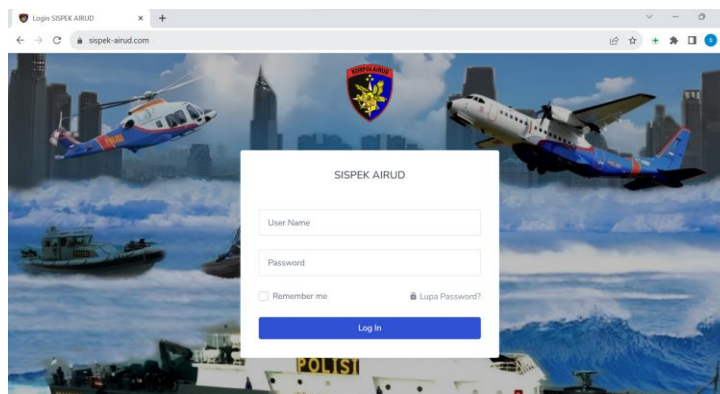 Login SISPEK AIRUD
sispek-airud.com
KORPOLAIRUD
SISPEK AIRUD
User Name
Password
Remember me
Lupa Password?
Log In
POLISI